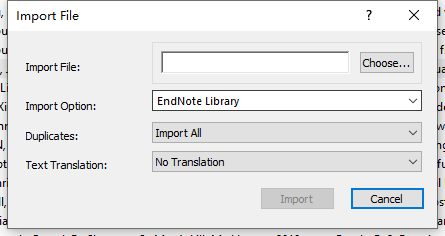 Import File
?
Import File:
Choose...
Import Option:
EndNote Library
Duplicates:
Import All
Text Translation:
No Translation
Import
Cancel